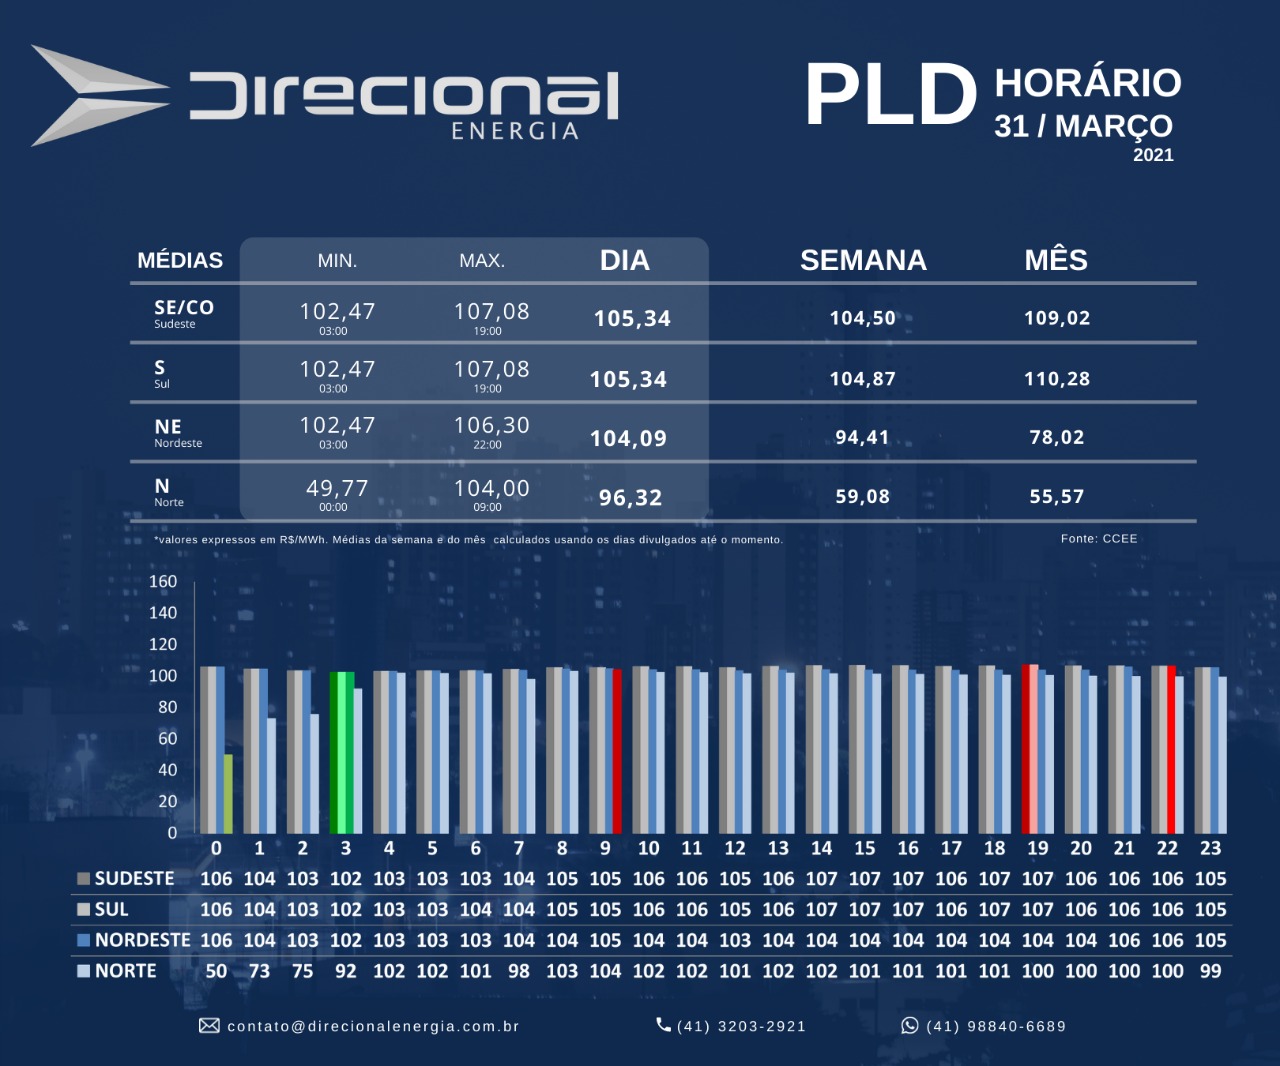 Direcional
ENERGIA
PLD HORÁRIO
31 / MARÇO
2021
MÉDIAS MIN. MAX. DIA SEMANA MÊS
SE/CO 102,47 107,08 105,34 104,50 109,02
Sudeste 03:00 19:00
S 102,47 107,08 105,34 104,87 110,28
Sul 03:00 19:00
NE 102,47 106,30 104,09 94,41 78,02
Nordeste 03:00 22:00
N 49,77 104,00 96,32 59,08 55,57
Norte 00:00 09:00
*valores expressos em R$/MWh. Médias da semana e do mês calculados usando os dias divulgados até o momento. Fonte: CCEE
160
140
120
100
80
60
40
20
0
0 1 2 3 4 5 6 7 8 9 10 11 12 13 14 15 16 17 18 19 20 21 22 23
SUDESTE 106 104 103 102 103 103 103 104 105 105 106 106 105 106 107 107 107 106 107 107 106 106 106 105
SUL 106 104 103 102 103 103 104 104 105 105 106 106 105 106 107 107 107 106 107 107 106 106 106 105
NORDESTE 106 104 103 102 103 103 103 104 104 105 104 104 103 104 104 104 104 104 104 104 104 106 106 105
NORTE 50 73 75 92 102 102 101 98 103 104 102 102 101 102 102 101 101 101 101 100 100 100 100 99
contato@direcionalenergia.com.br (41) 3203-2921 (41) 98840-6689